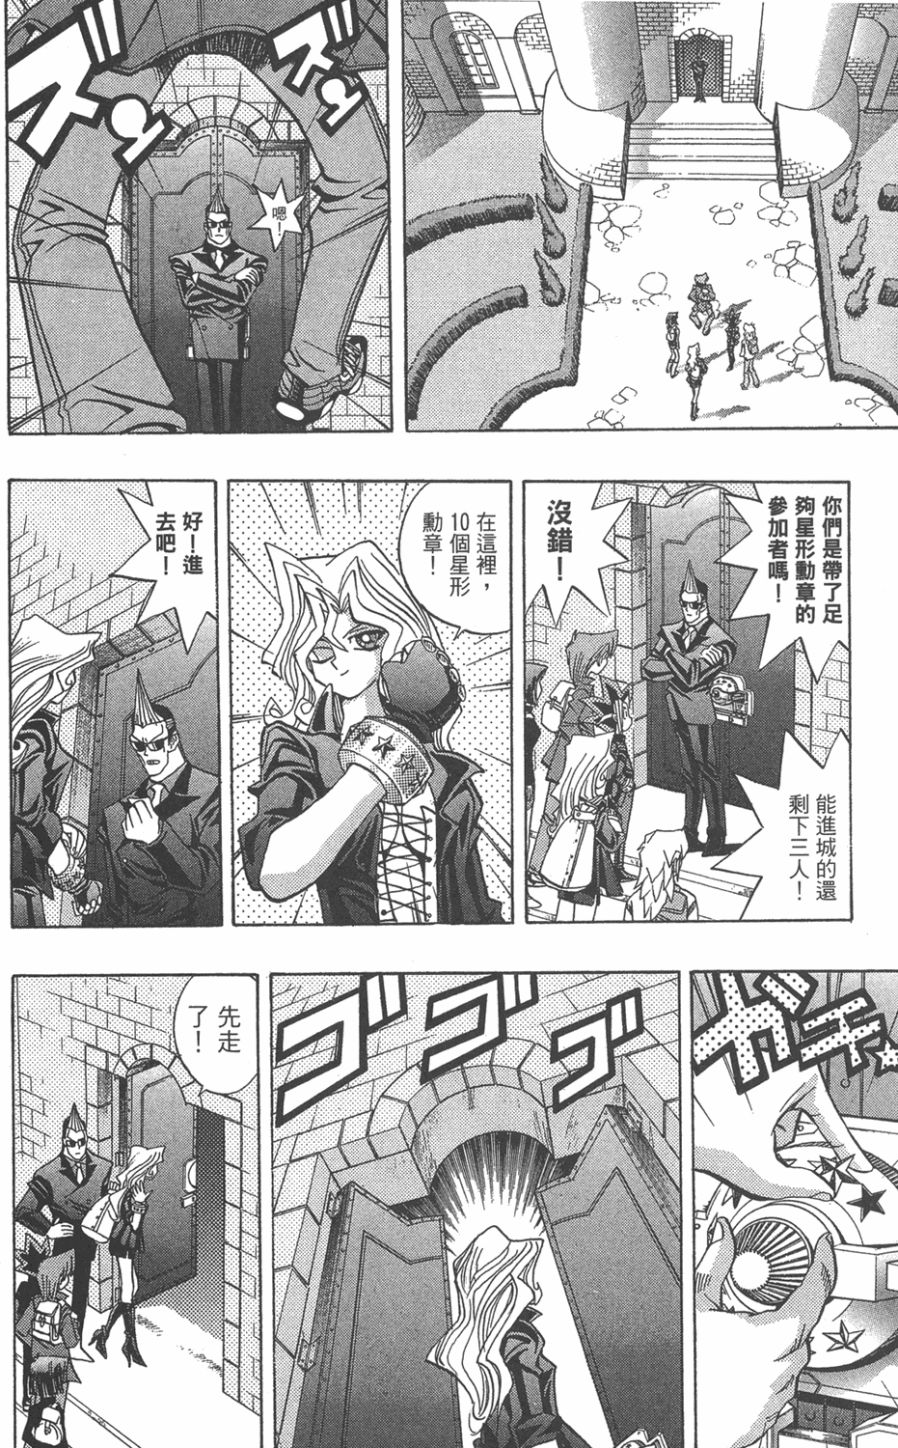 ズズ
ユユ
嗯！
你們是帶了足
夠星形勳章的
參加者嗎！
沒錯！
能進城的還
剩下三人！
在這裡，
10個星形
勳章！
好！進
去吧！
ガチ
ゴゴゴ
先走
了！